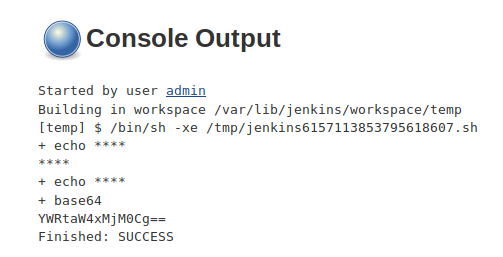 Console Output
Started by user admin
Building in workspace /var/lib/jenkins/workspace/temp
[temp] $ /bin/sh -xe /tmp/jenkins6157113853795618607.sh
+ echo ****
****
+ echo ****
+ base64
YWRtaW4xMjM0Cg==
Finished: SUCCESS